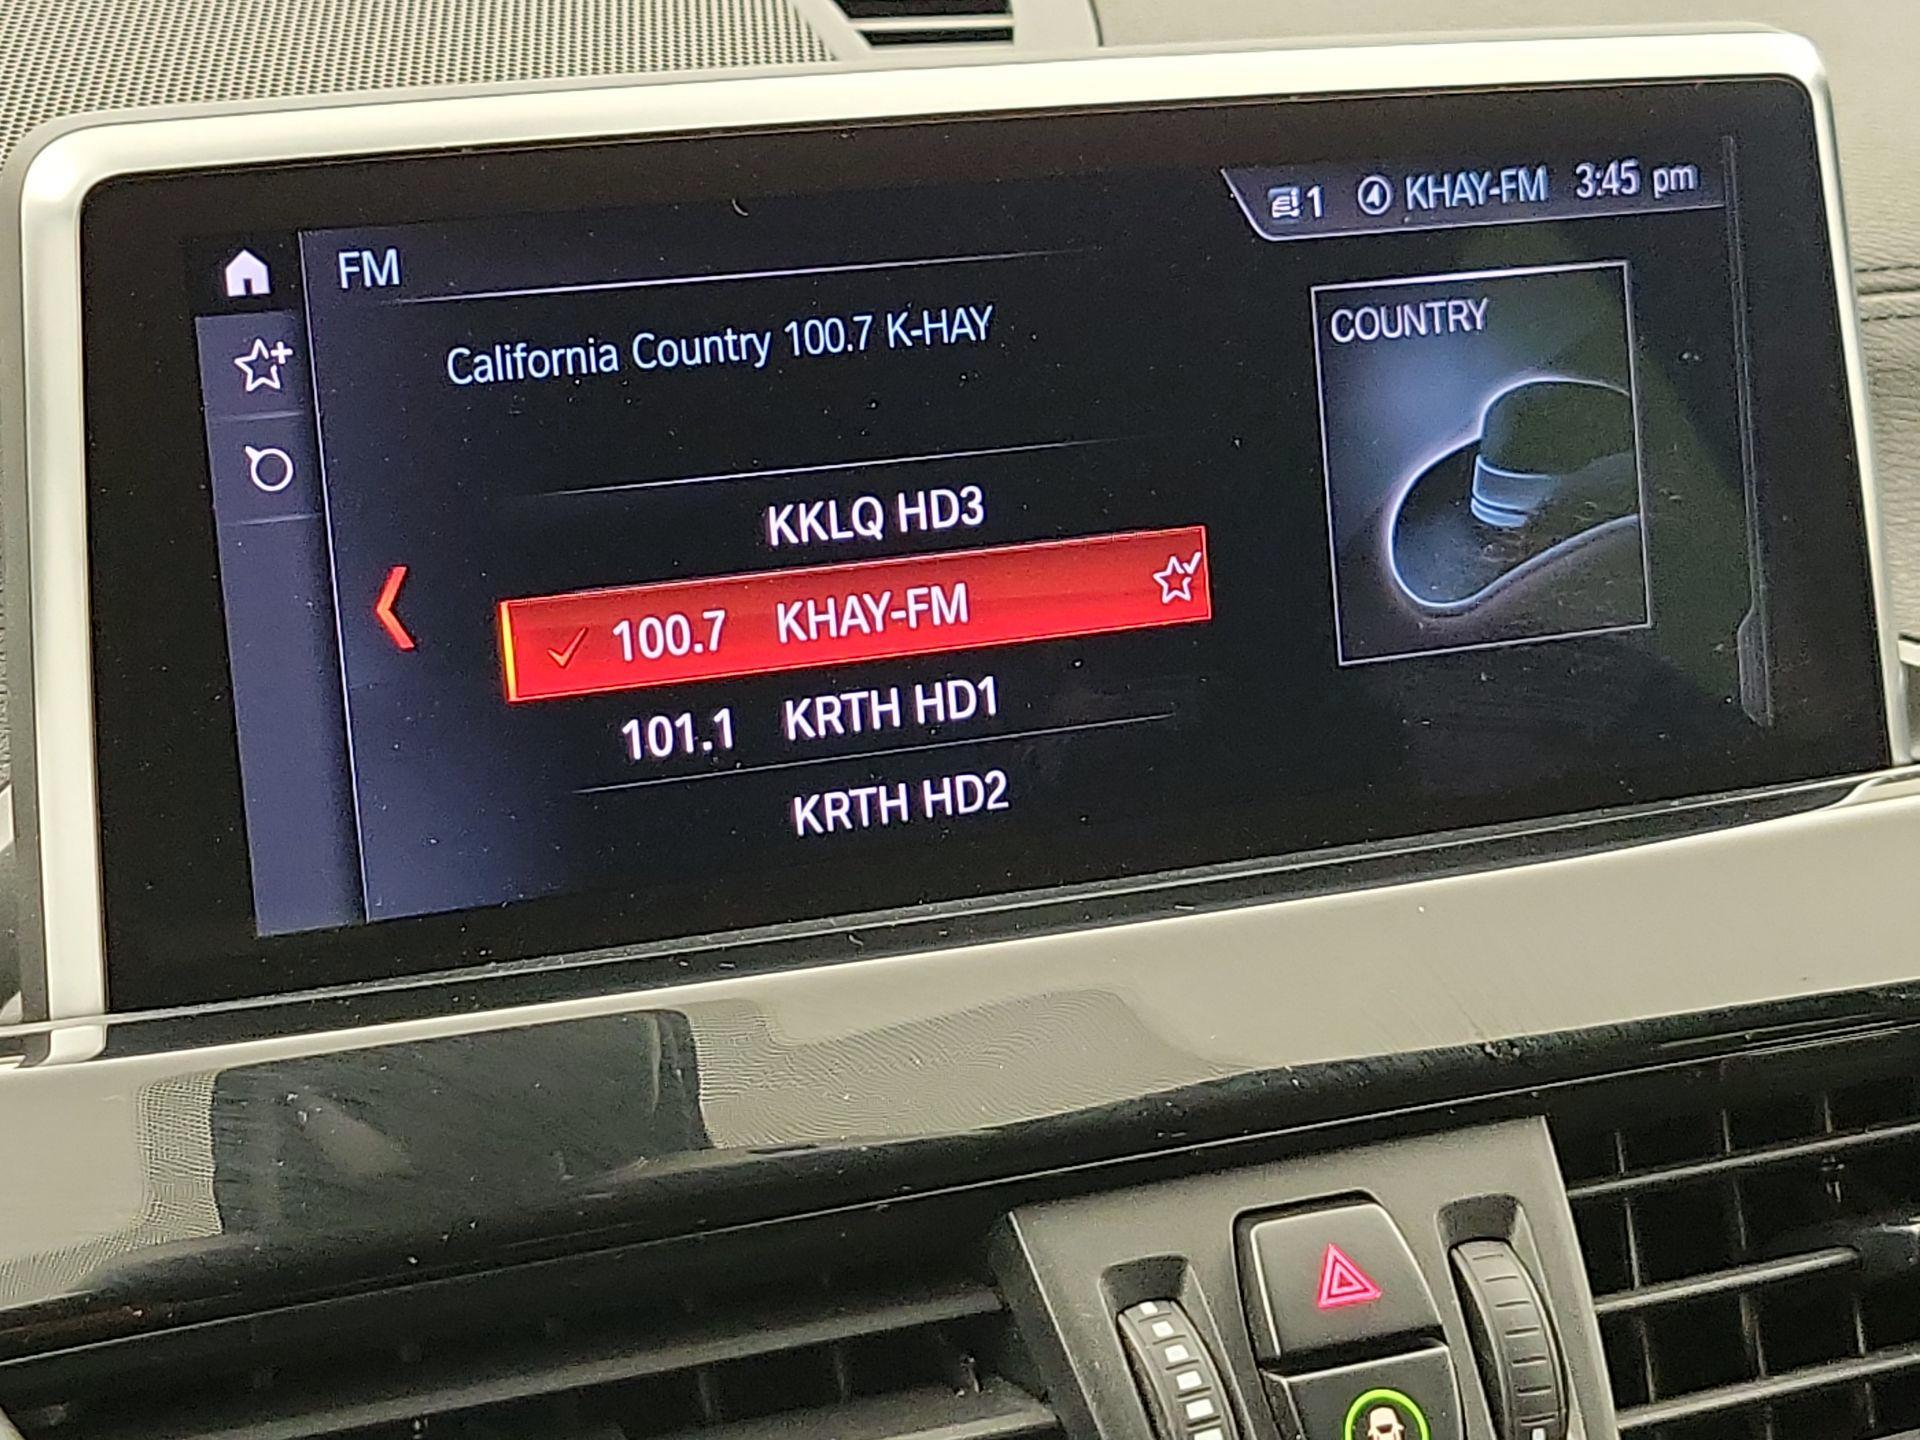 1 KHAY-FM 3:45 pm
FM
California Country 100.7 K-HAY
COUNTRY
KKLQ HD3
100.7 KHAY-FM
101.1 KRTH HD1
KRTH HD2